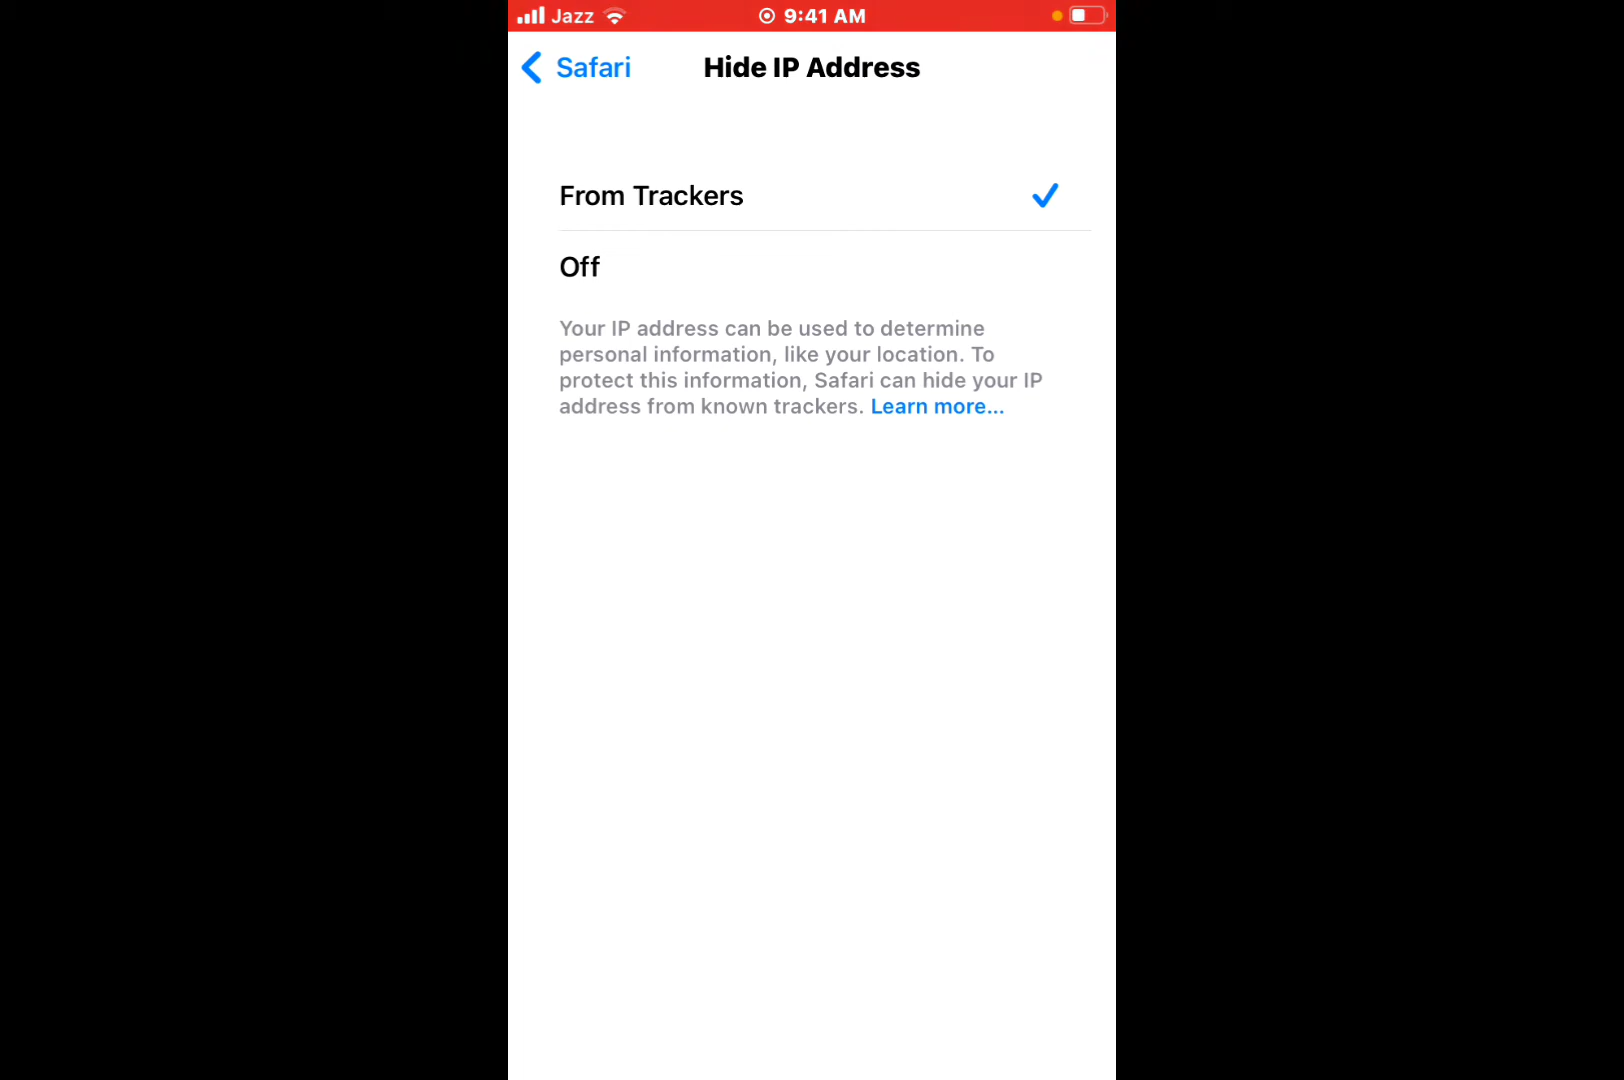 Jazz 9:41 AM
Safari Hide IP Address
From Trackers
Off
Your IP address can be used to determine
personal information, like your location. To
protect this information, Safari can hide your IP
address from known trackers. Learn more...